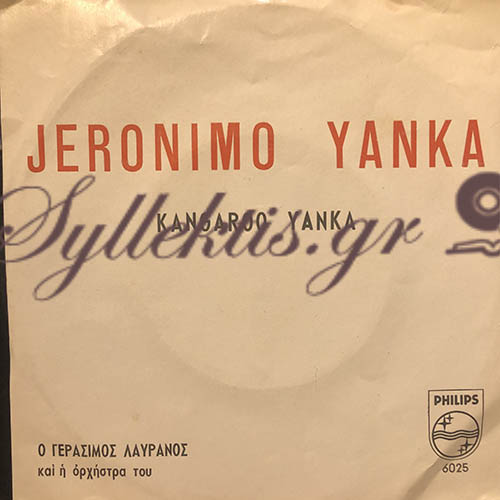 JERONIMO YANKA
KANGAROO YANKA
Syllektis.gr
PHILIPS
6025
Ο ΓΕΡΑΣΙΜΟΣ ΛΑΥΡΑΝΟΣ
καὶ ἡ ὀρχήστρα του